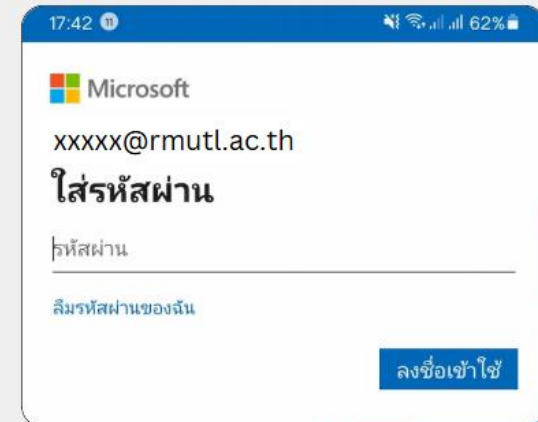 17:42 11 62%
Microsoft
xxxxx@rmutl.ac.th
ใส่รหัสผ่าน
รหัสผ่าน
ลืมรหัสผ่านของฉัน
ลงชื่อเข้าใช้